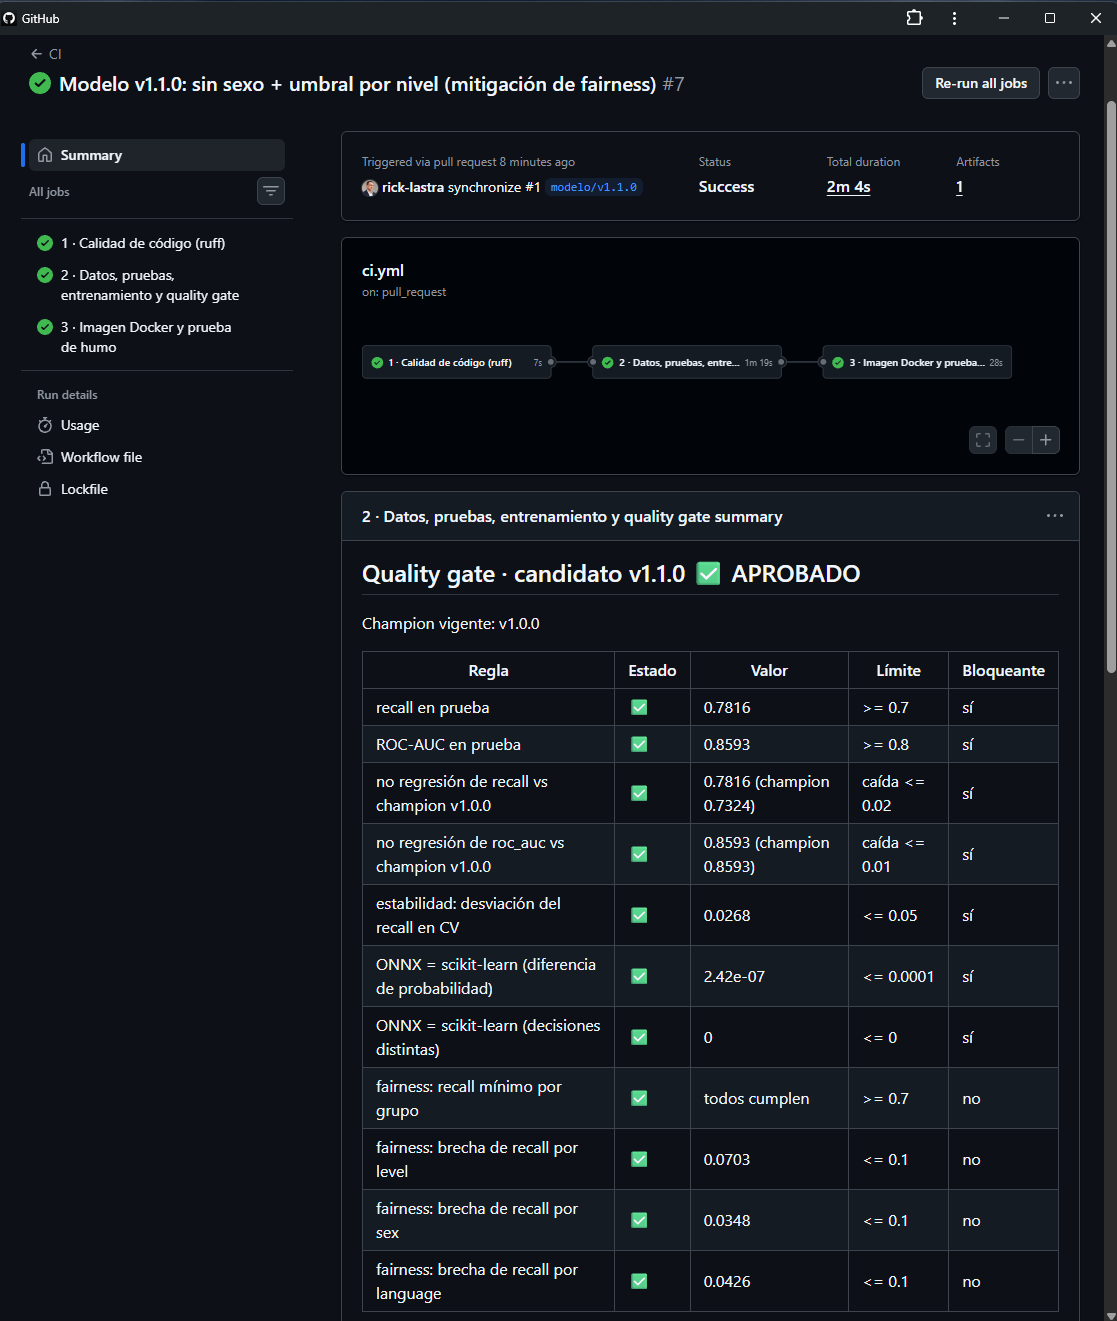 GitHub
CI
Modelo v1.1.0: sin sexo + umbral por nivel (mitigación de fairness) #7
Re-run all jobs
Summary
All jobs
1 · Calidad de código (ruff)
2 · Datos, pruebas,
entrenamiento y quality gate
3 · Imagen Docker y prueba
de humo
Run details
Usage
Workflow file
Lockfile
Triggered via pull request 8 minutes ago
rick-lastra synchronize #1 modelo/v1.1.0
Status
Success
Total duration
2m 4s
Artifacts
1
ci.yml
on: pull_request
1 · Calidad de código (ruff) 7s
2 · Datos, pruebas, entre... 1m 19s
3 · Imagen Docker y prueba... 28s
2 · Datos, pruebas, entrenamiento y quality gate summary
Quality gate · candidato v1.1.0 ✅ APROBADO
Champion vigente: v1.0.0
Regla Estado Valor Límite Bloqueante
recall en prueba ✅ 0.7816 >= 0.7 sí
ROC-AUC en prueba ✅ 0.8593 >= 0.8 sí
no regresión de recall vs
champion v1.0.0 ✅ 0.7816 (champion
0.7324) caída <=
0.02 sí
no regresión de roc_auc vs
champion v1.0.0 ✅ 0.8593 (champion
0.8593) caída <=
0.01 sí
estabilidad: desviación del
recall en CV ✅ 0.0268 <= 0.05 sí
ONNX = scikit-learn (diferencia
de probabilidad) ✅ 2.42e-07 <= 0.0001 sí
ONNX = scikit-learn (decisiones
distintas) ✅ 0 <= 0 sí
fairness: recall mínimo por
grupo ✅ todos cumplen >= 0.7 no
fairness: brecha de recall por
level ✅ 0.0703 <= 0.1 no
fairness: brecha de recall por
sex ✅ 0.0348 <= 0.1 no
fairness: brecha de recall por
language ✅ 0.0426 <= 0.1 no